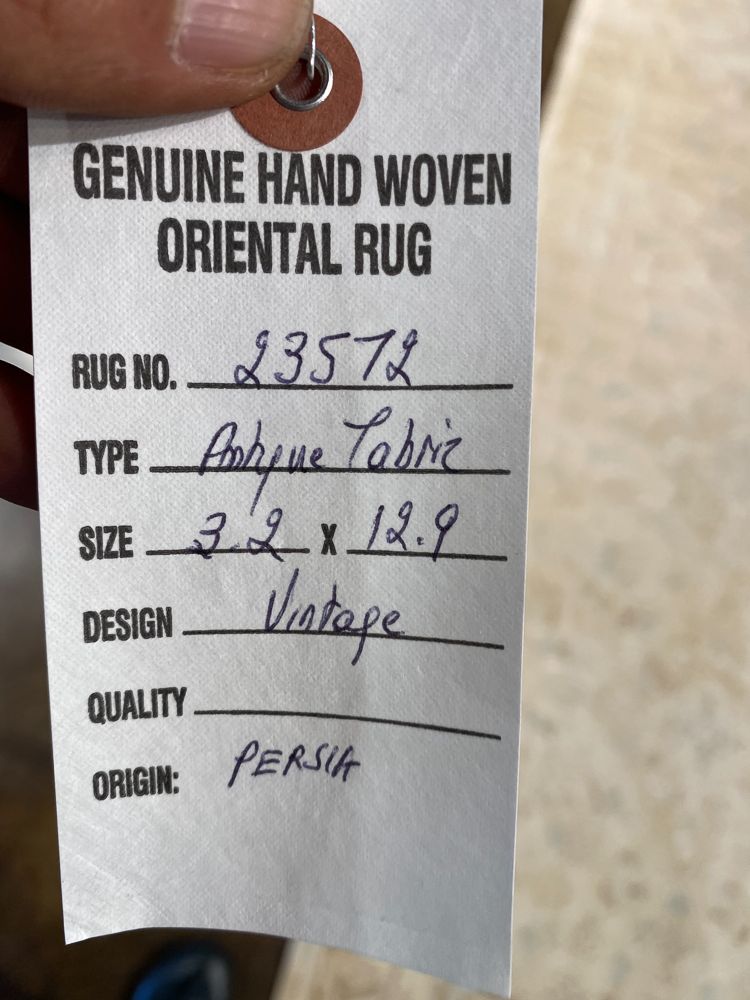 GENUINE HAND WOVEN
ORIENTAL RUG
RUG NO. 23572
TYPE Antique Tabriz
SIZE 3.2 X 12.9
DESIGN Vintage
QUALITY
ORIGIN: PERSIA